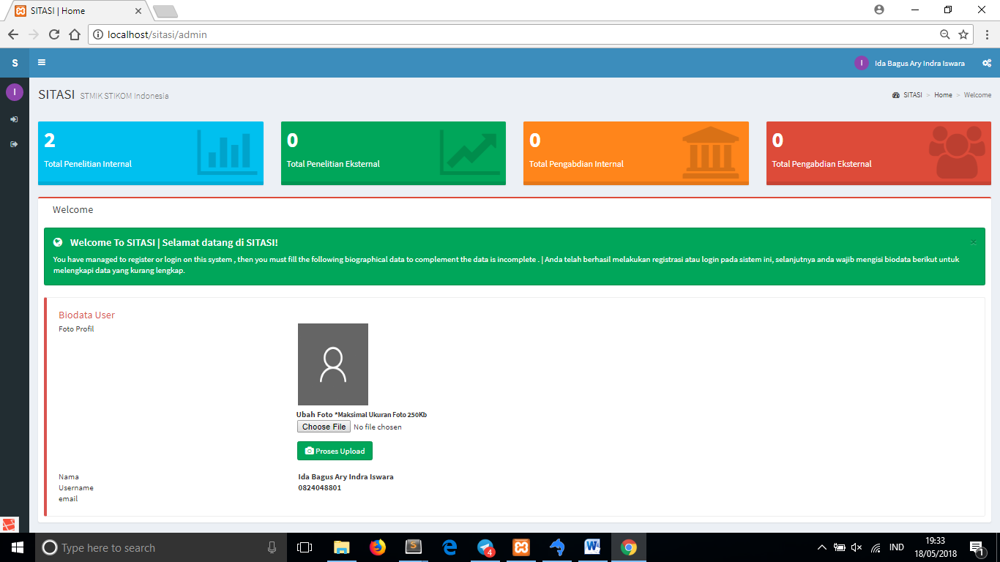 SITASI | Home
localhost/sitasi/admin
S
I Ida Bagus Ary Indra Iswara
I
SITASI STMIK STIKOM Indonesia
SITASI > Home > Welcome
2
Total Penelitian Internal
0
Total Penelitian Eksternal
0
Total Pengabdian Internal
0
Total Pengabdian Eksternal
Welcome
Welcome To SITASI | Selamat datang di SITASI!
×
You have managed to register or login on this system , then you must fill the following biographical data to complement the data is incomplete . | Anda telah berhasil melakukan registrasi atau login pada sistem ini, selanjutnya anda wajib mengisi biodata berikut untuk
melengkapi data yang kurang lengkap.
Biodata User
Foto Profil
Ubah Foto *Maksimal Ukuran Foto 250Kb
Choose File No file chosen
Proses Upload
Nama Ida Bagus Ary Indra Iswara
Username 0824048801
email
Type here to search
4
IND
19:33
18/05/2018
1